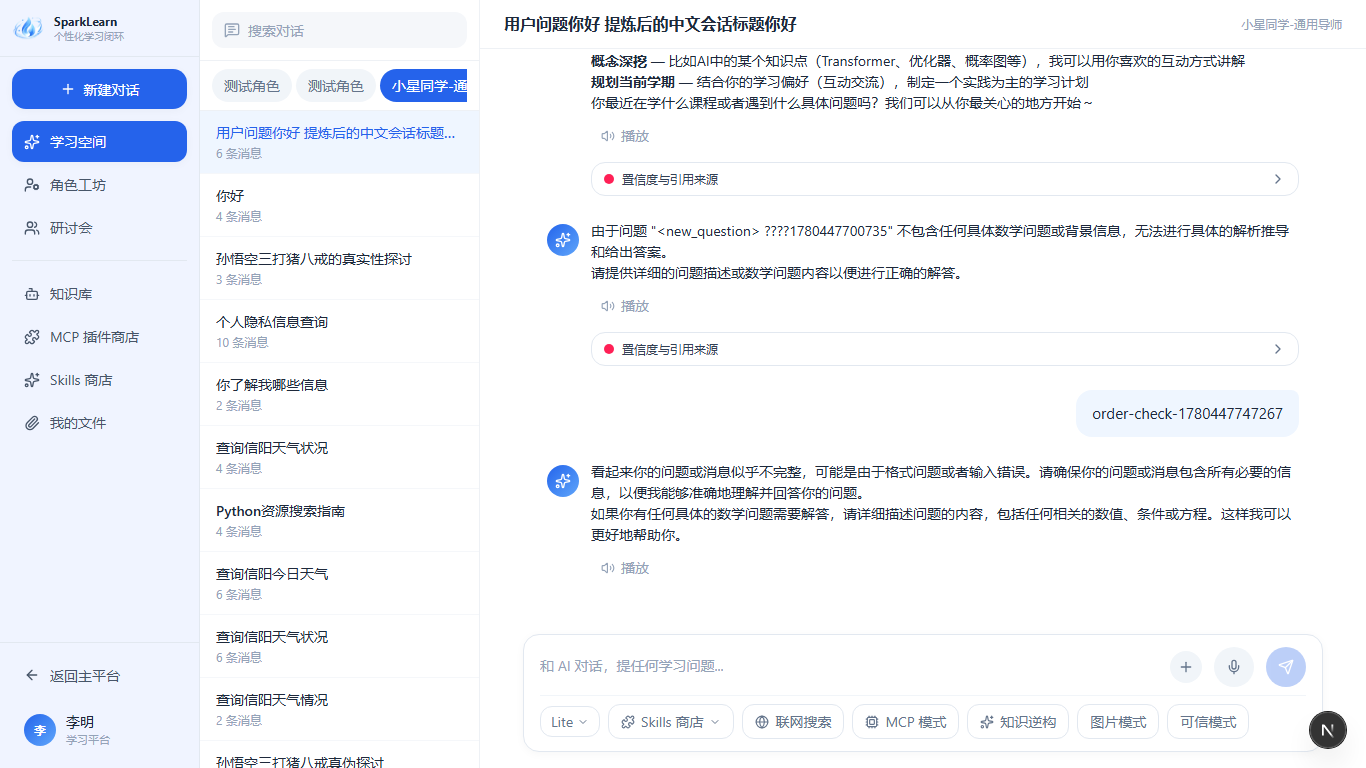 SparkLearn
个性化学习闭环
新建对话
学习空间
角色工坊
研讨会
知识库
MCP 插件商店
Skills 商店
我的文件
返回主平台
李
李明
学习平台
搜索对话
测试角色
测试角色
小星同学-通
用户问题你好 提炼后的中文会话标题...
6 条消息
你好
4 条消息
孙悟空三打猪八戒的真实性探讨
3 条消息
个人隐私信息查询
10 条消息
你了解我哪些信息
2 条消息
查询信阳天气状况
4 条消息
Python资源搜索指南
4 条消息
查询信阳今日天气
6 条消息
查询信阳天气状况
6 条消息
查询信阳天气情况
2 条消息
孙悟空三打猪八戒真伪探讨
用户问题你好 提炼后的中文会话标题你好
小星同学-通用导师
概念深挖 — 比如AI中的某个知识点（Transformer、优化器、概率图等），我可以用你喜欢的互动方式讲解
规划当前学期 — 结合你的学习偏好（互动交流），制定一个实践为主的学习计划
你最近在学什么课程或者遇到什么具体问题吗？我们可以从你最关心的地方开始～
播放
置信度与引用来源
由于问题 "<new_question> ????1780447700735" 不包含任何具体数学问题或背景信息，无法进行具体的解析推导
和给出答案。
请提供详细的问题描述或数学问题内容以便进行正确的解答。
播放
置信度与引用来源
order-check-1780447747267
看起来你的问题或消息似乎不完整，可能是由于格式问题或者输入错误。请确保你的问题或消息包含所有必要的信
息，以便我能够准确地理解并回答你的问题。
如果你有任何具体的数学问题需要解答，请详细描述问题的内容，包括任何相关的数值、条件或方程。这样我可以
更好地帮助你。
播放
和 AI 对话，提任何学习问题...
Lite
Skills 商店
联网搜索
MCP 模式
知识逆构
图片模式
可信模式
N